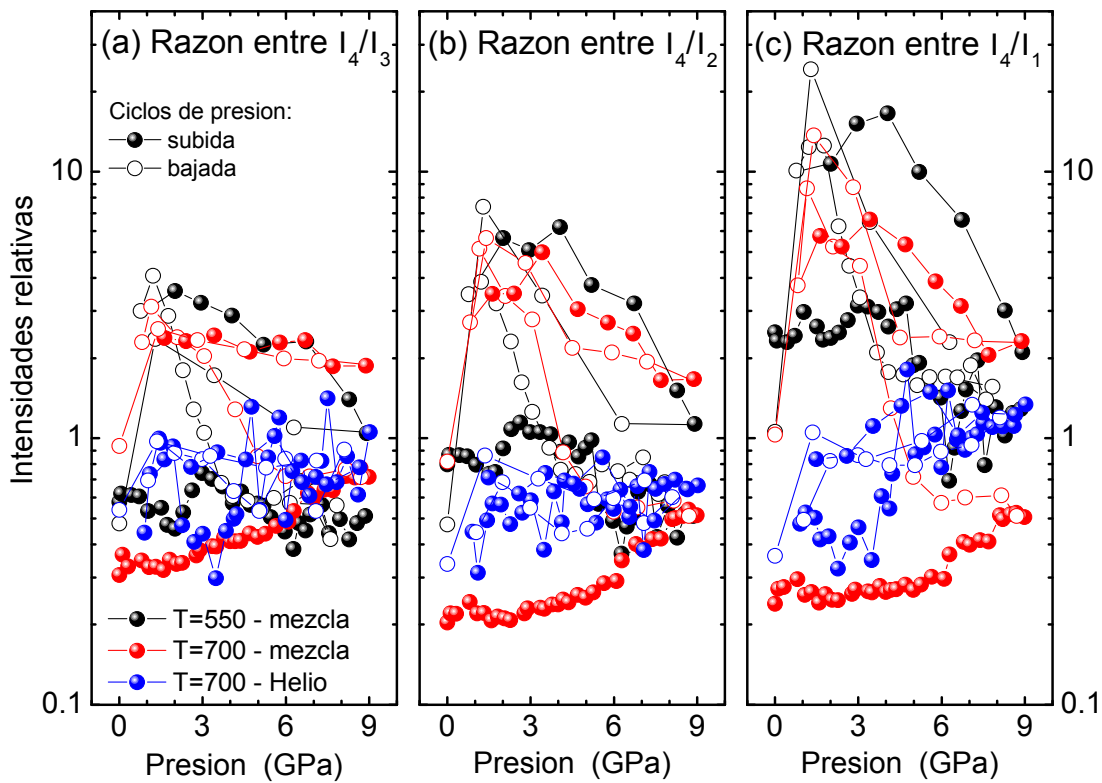 (a) Razon entre I₄/I₃
(b) Razon entre I₄/I₂
(c) Razon entre I₄/I₁
Ciclos de presion:
subida
bajada
10
1
0.1
Intensidades relativas
10
1
0.1
T=550 - mezcla
T=700 - mezcla
T=700 - Helio
0 3 6 9
0 3 6 9
0 3 6 9
Presion (GPa)
Presion (GPa)
Presion (GPa)